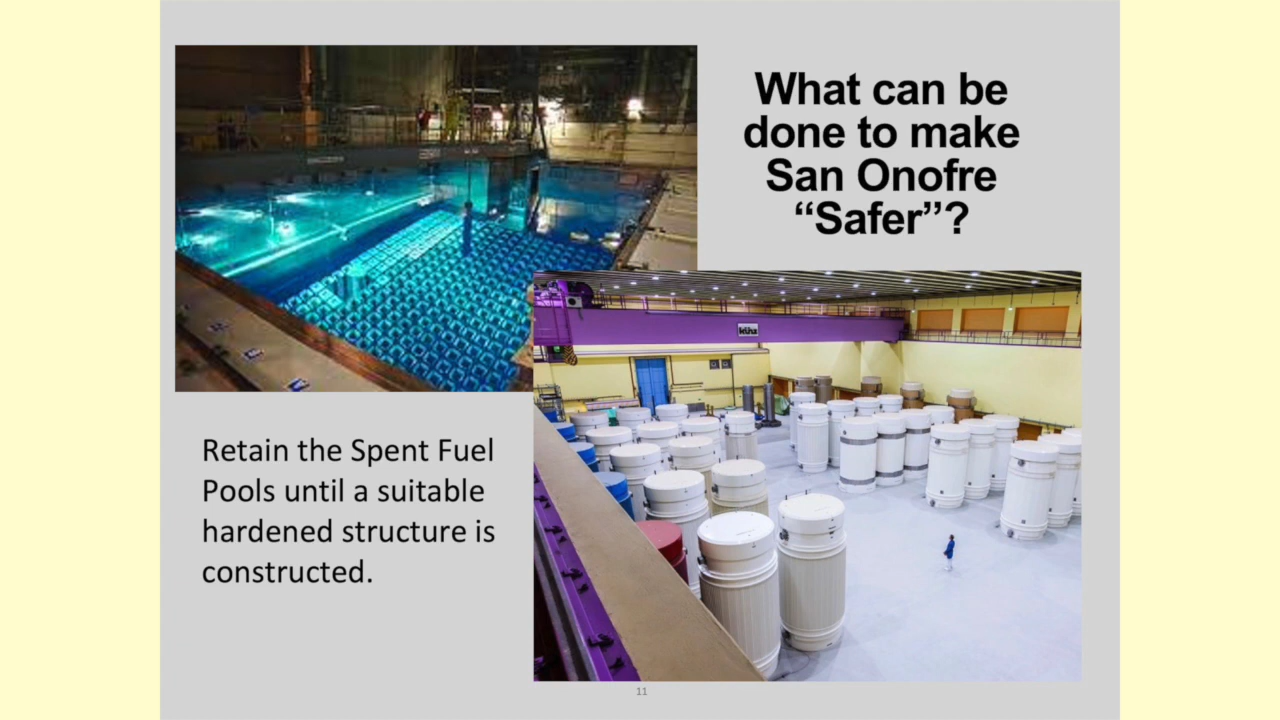 What can be
done to make
San Onofre
“Safer”?
Retain the Spent Fuel
Pools until a suitable
hardened structure is
constructed.
11